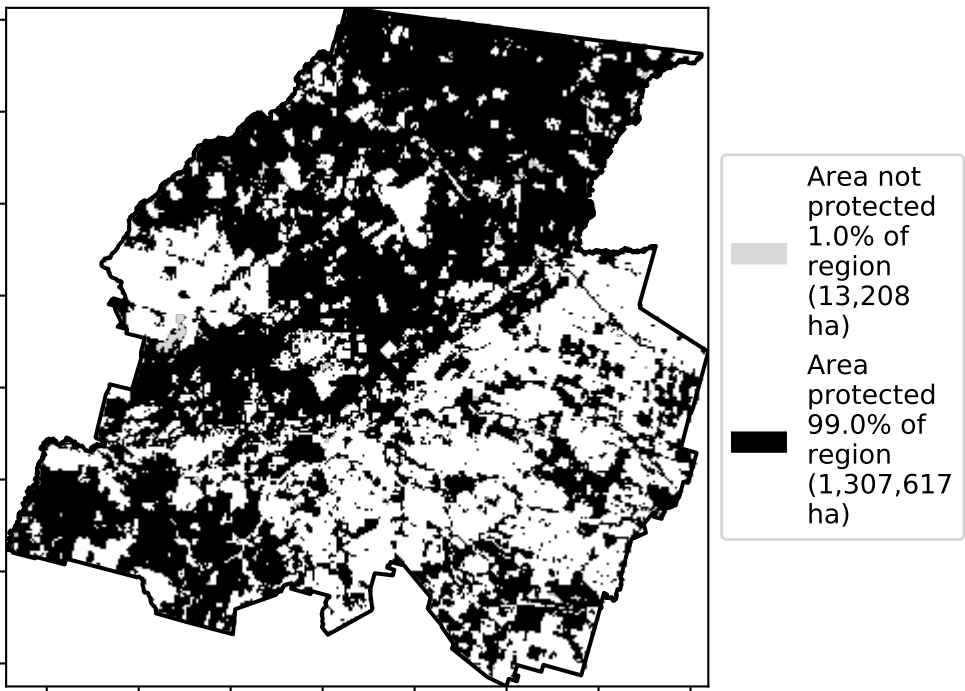 Area not
protected
1.0% of
region
(13,208
ha)
Area
protected
99.0% of
region
(1,307,617
ha)